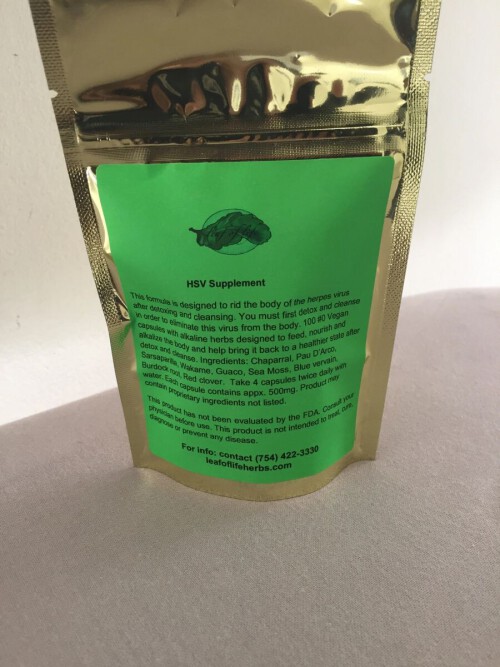 HSV Supplement
This formula is designed to rid the body of the herpes virus
after detoxing and cleansing. You must first detox and cleanse
in order to eliminate this virus from the body. 100 #0 Vegan
capsules with alkaline herbs designed to feed, nourish and
alkalize the body and help bring it back to a healthier state after
detox and cleanse. Ingredients: Chaparral, Pau D'Arco,
Sarsaparilla, Wakame, Guaco, Sea Moss, Blue vervain,
Burdock root, Red clover. Take 4 capsules twice daily with
water. Each capsule contains appx. 500mg. Product may
contain proprietary ingredients not listed.
This product has not been evaluated by the FDA. Consult your
physician before use. This product is not intended to treat, cure,
diagnose or prevent any disease.
For info: contact (754) 422-3330
leafoflifeherbs.com